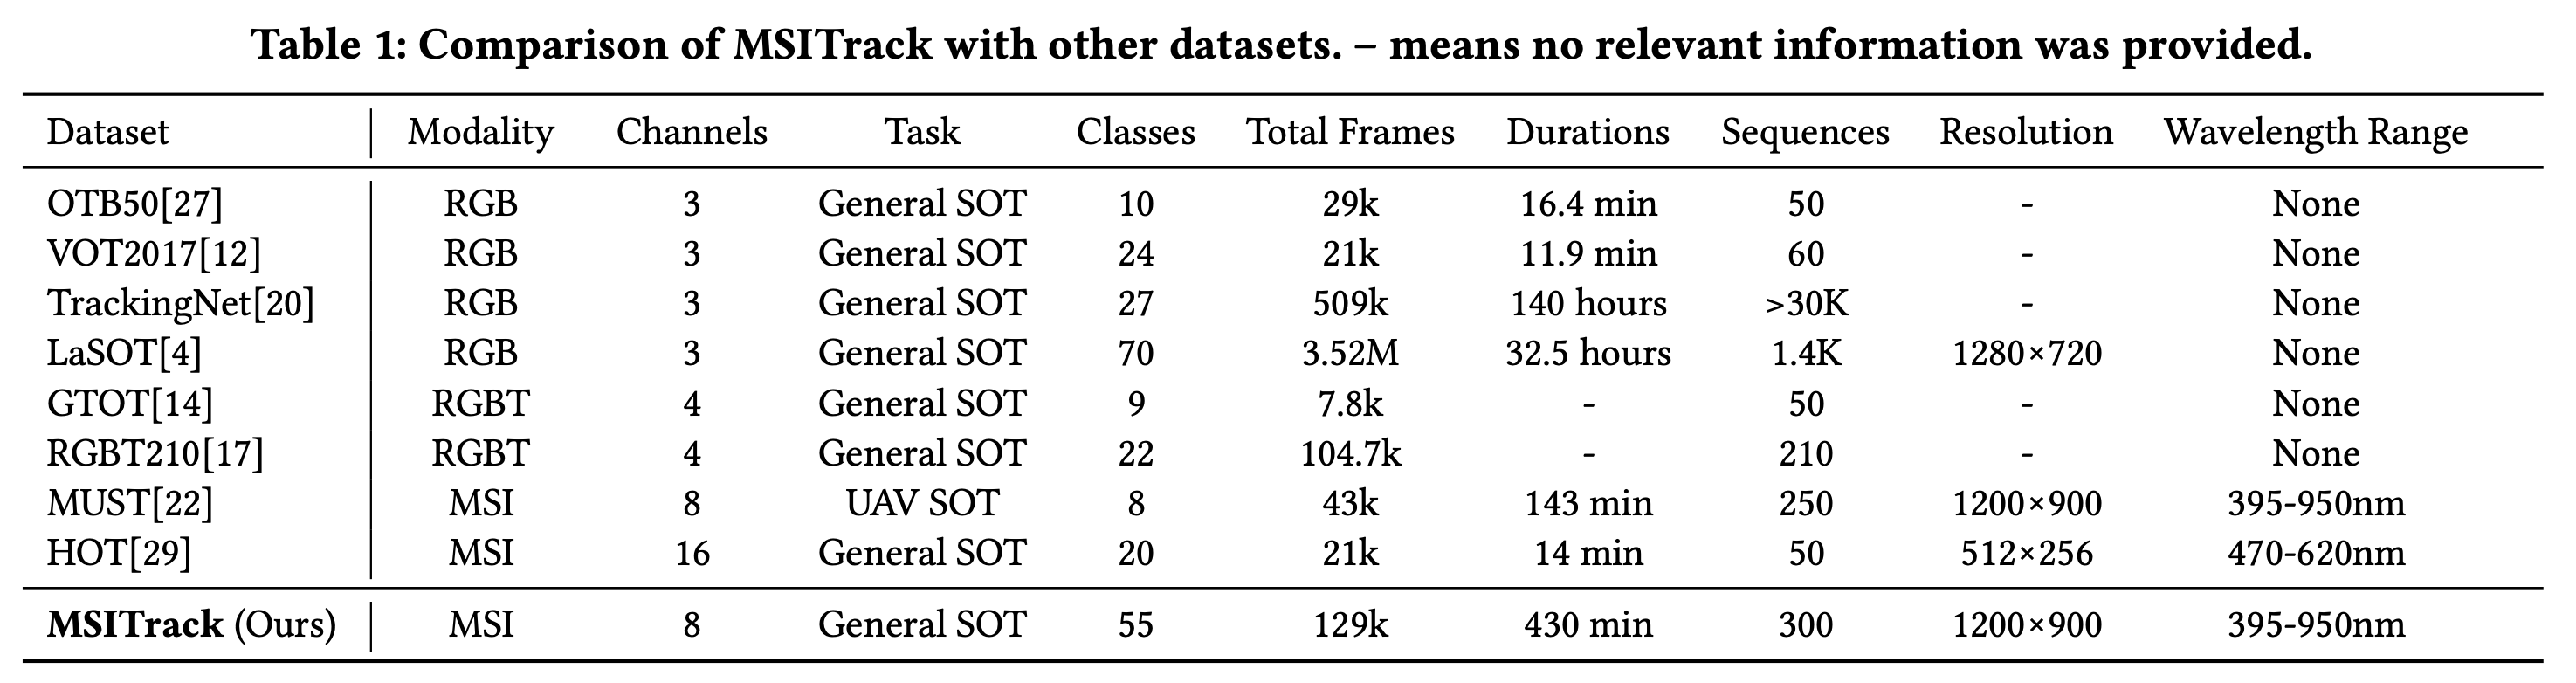 Table 1: Comparison of MSITrack with other datasets. – means no relevant information was provided.
Dataset Modality Channels Task Classes Total Frames Durations Sequences Resolution Wavelength Range
OTB50[27] RGB 3 General SOT 10 29k 16.4 min 50 - None
VOT2017[12] RGB 3 General SOT 24 21k 11.9 min 60 - None
TrackingNet[20] RGB 3 General SOT 27 509k 140 hours >30K - None
LaSOT[4] RGB 3 General SOT 70 3.52M 32.5 hours 1.4K 1280×720 None
GTOT[14] RGBT 4 General SOT 9 7.8k - 50 - None
RGBT210[17] RGBT 4 General SOT 22 104.7k - 210 - None
MUST[22] MSI 8 UAV SOT 8 43k 143 min 250 1200×900 395-950nm
HOT[29] MSI 16 General SOT 20 21k 14 min 50 512×256 470-620nm
MSITrack (Ours) MSI 8 General SOT 55 129k 430 min 300 1200×900 395-950nm